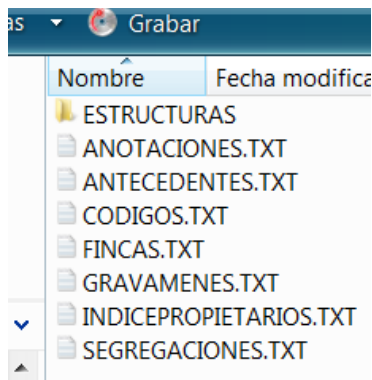 as Grabar
Nombre Fecha modifica
ESTRUCTURAS
ANOTACIONES.TXT
ANTECEDENTES.TXT
CODIGOS.TXT
FINCAS.TXT
GRAVAMENES.TXT
INDICEPROPIETARIOS.TXT
SEGREGACIONES.TXT